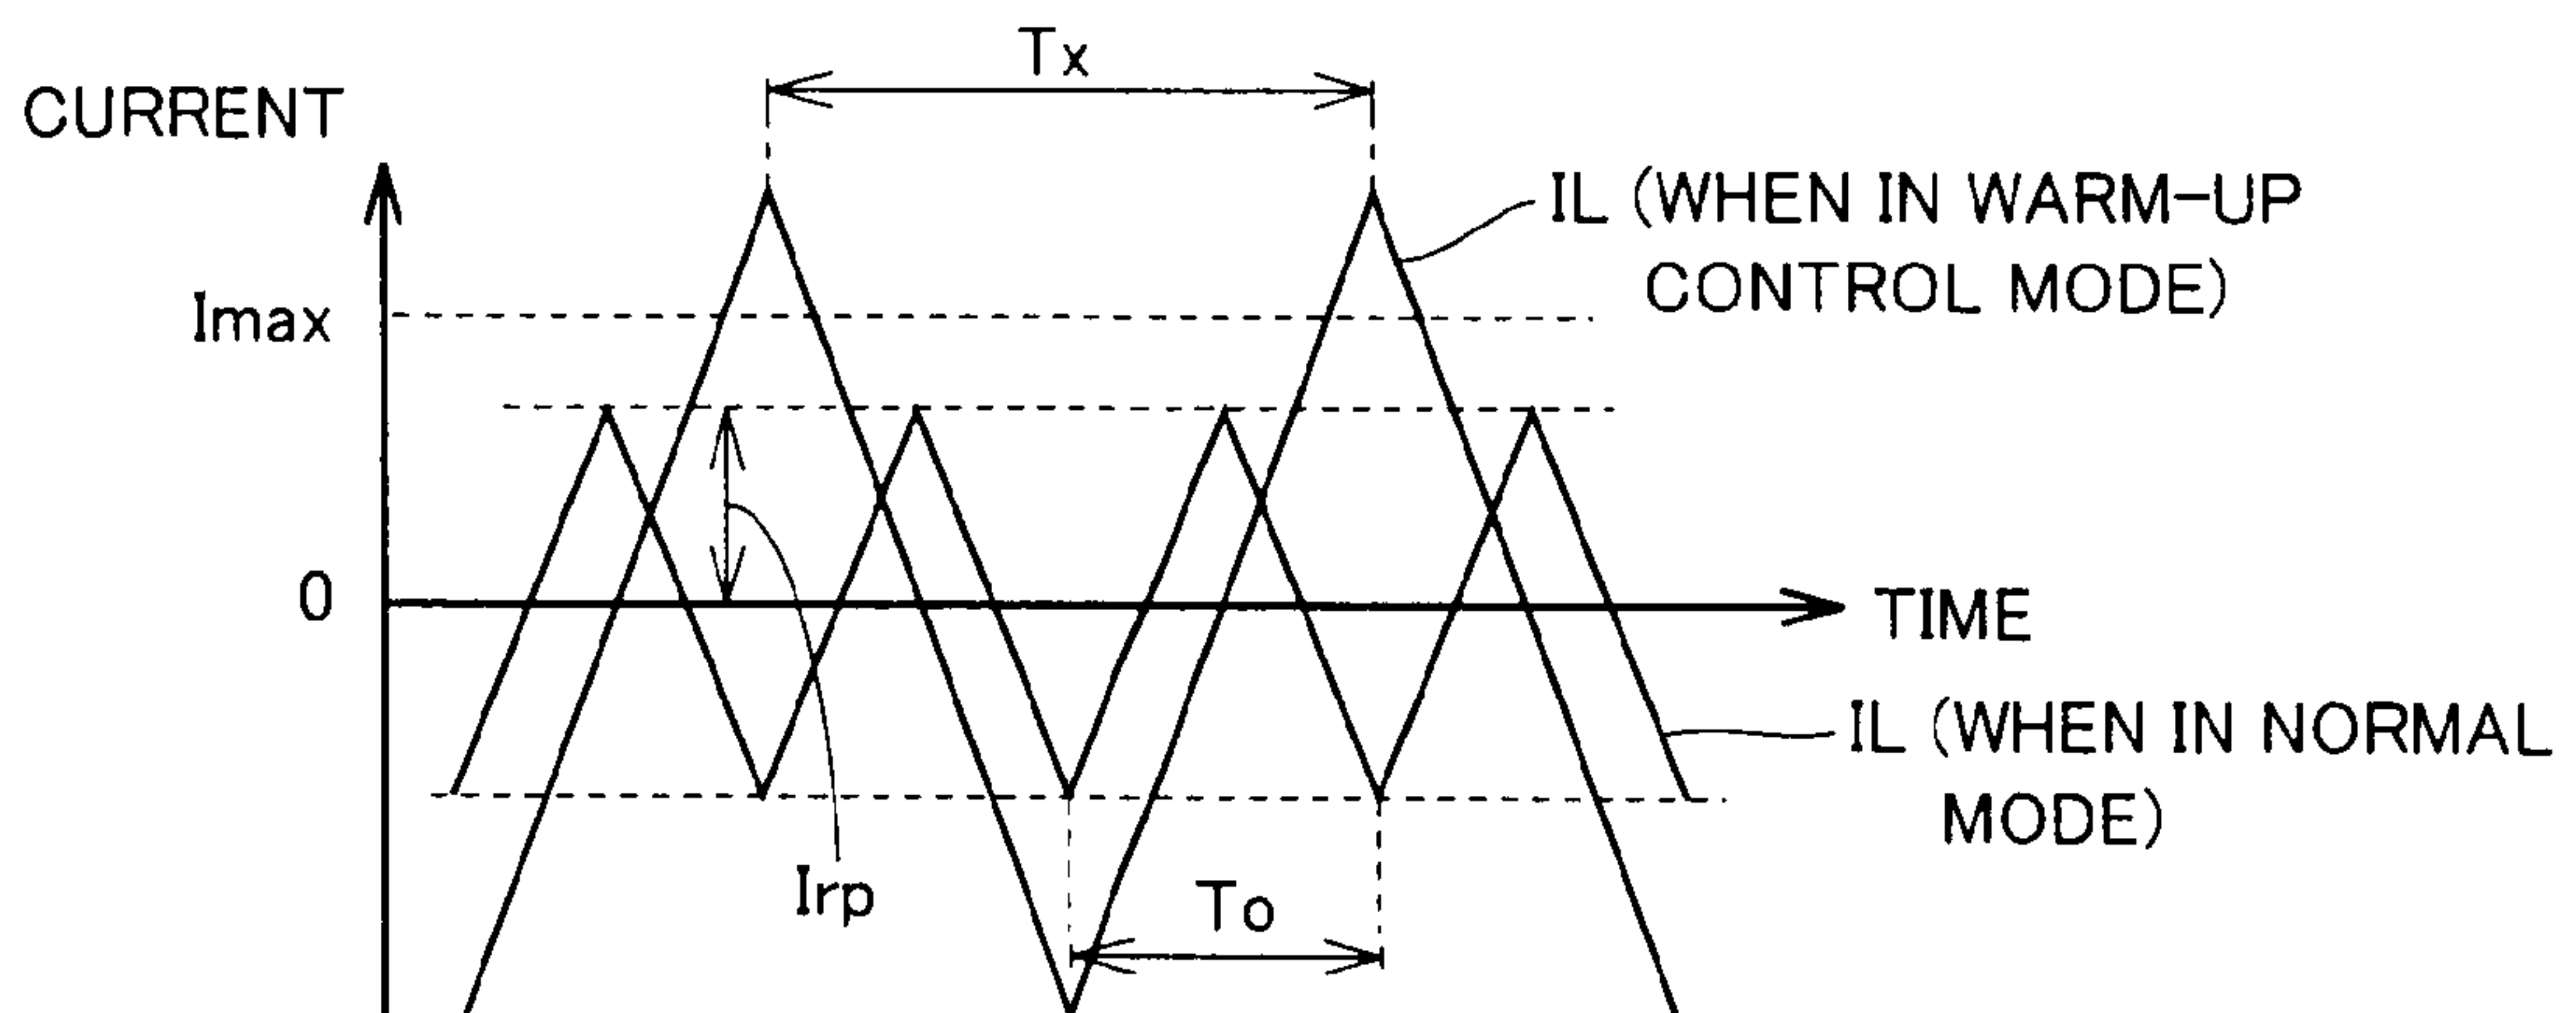 Tx
CURRENT
IL (WHEN IN WARM-UP
CONTROL MODE)
Imax
0
TIME
IL (WHEN IN NORMAL
MODE)
Irp
To